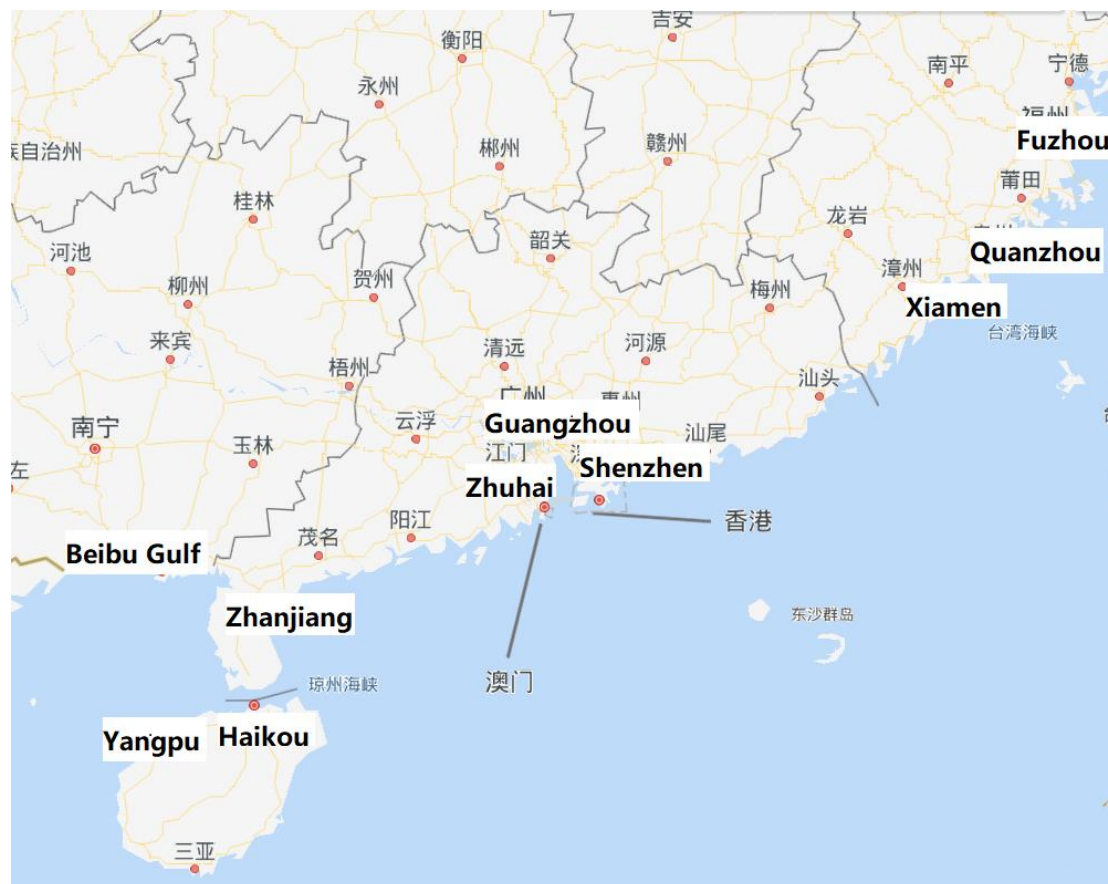 吉安
衡阳
南平
宁德
永州
福州
Fuzhou
族自治州
郴州
赣州
莆田
桂林
龙岩
韶关
Quanzhou
河池
漳州
贺州
柳州
梅州
Xiamen
台湾海峡
来宾
清远
河源
梧州
汕头
广州
惠州
南宁
云浮
Guangzhou
汕尾
玉林
江门
左
Shenzhen
Zhuhai
阳江
香港
茂名
Beibu Gulf
Zhanjiang
东沙群岛
澳门
琼州海峡
Yangpu
Haikou
三亚